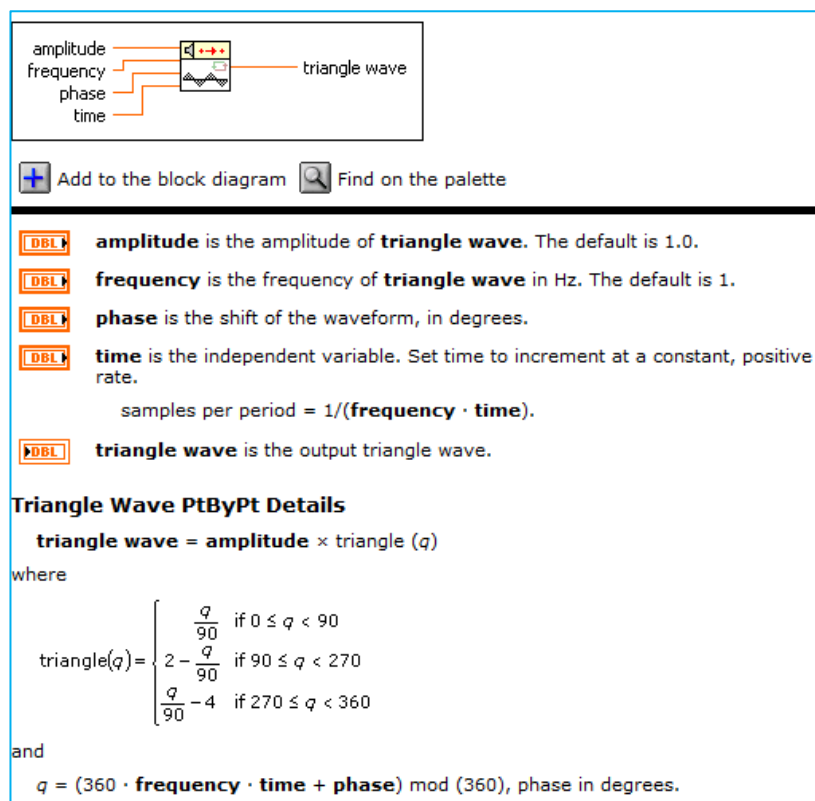 amplitude
frequency
phase
time
triangle wave
Add to the block diagram Find on the palette
DBL amplitude is the amplitude of triangle wave. The default is 1.0.
DBL frequency is the frequency of triangle wave in Hz. The default is 1.
DBL phase is the shift of the waveform, in degrees.
DBL time is the independent variable. Set time to increment at a constant, positive
rate.
samples per period = 1/(frequency · time).
DBL triangle wave is the output triangle wave.
Triangle Wave PtByPt Details
triangle wave = amplitude × triangle (q)
where
triangle(q) = { q/90 if 0 ≤ q < 90
2 − q/90 if 90 ≤ q < 270
q/90 − 4 if 270 ≤ q < 360
and
q = (360 · frequency · time + phase) mod (360), phase in degrees.